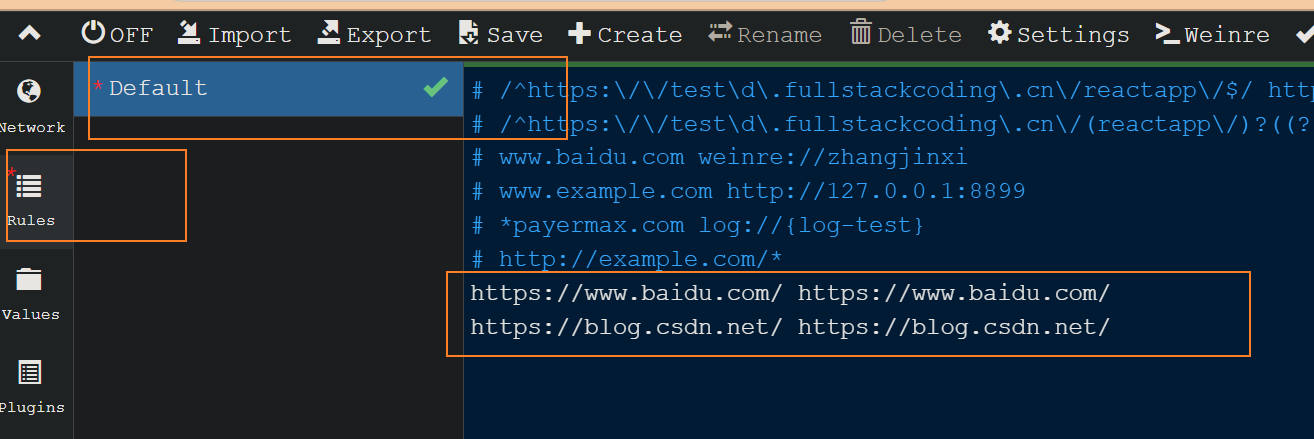 OFF Import Export Save Create Rename Delete Settings Weinre
Network
Rules
Values
Plugins
*Default
# /^https:\/\/test\d\.fullstackcoding\.cn\/reactapp\/$/ http
# /^https:\/\/test\d\.fullstackcoding\.cn\/(reactapp\/)?((?
# www.baidu.com weinre://zhangjinxi
# www.example.com http://127.0.0.1:8899
# *payermax.com log://{log-test}
# http://example.com/*
https://www.baidu.com/ https://www.baidu.com/
https://blog.csdn.net/ https://blog.csdn.net/